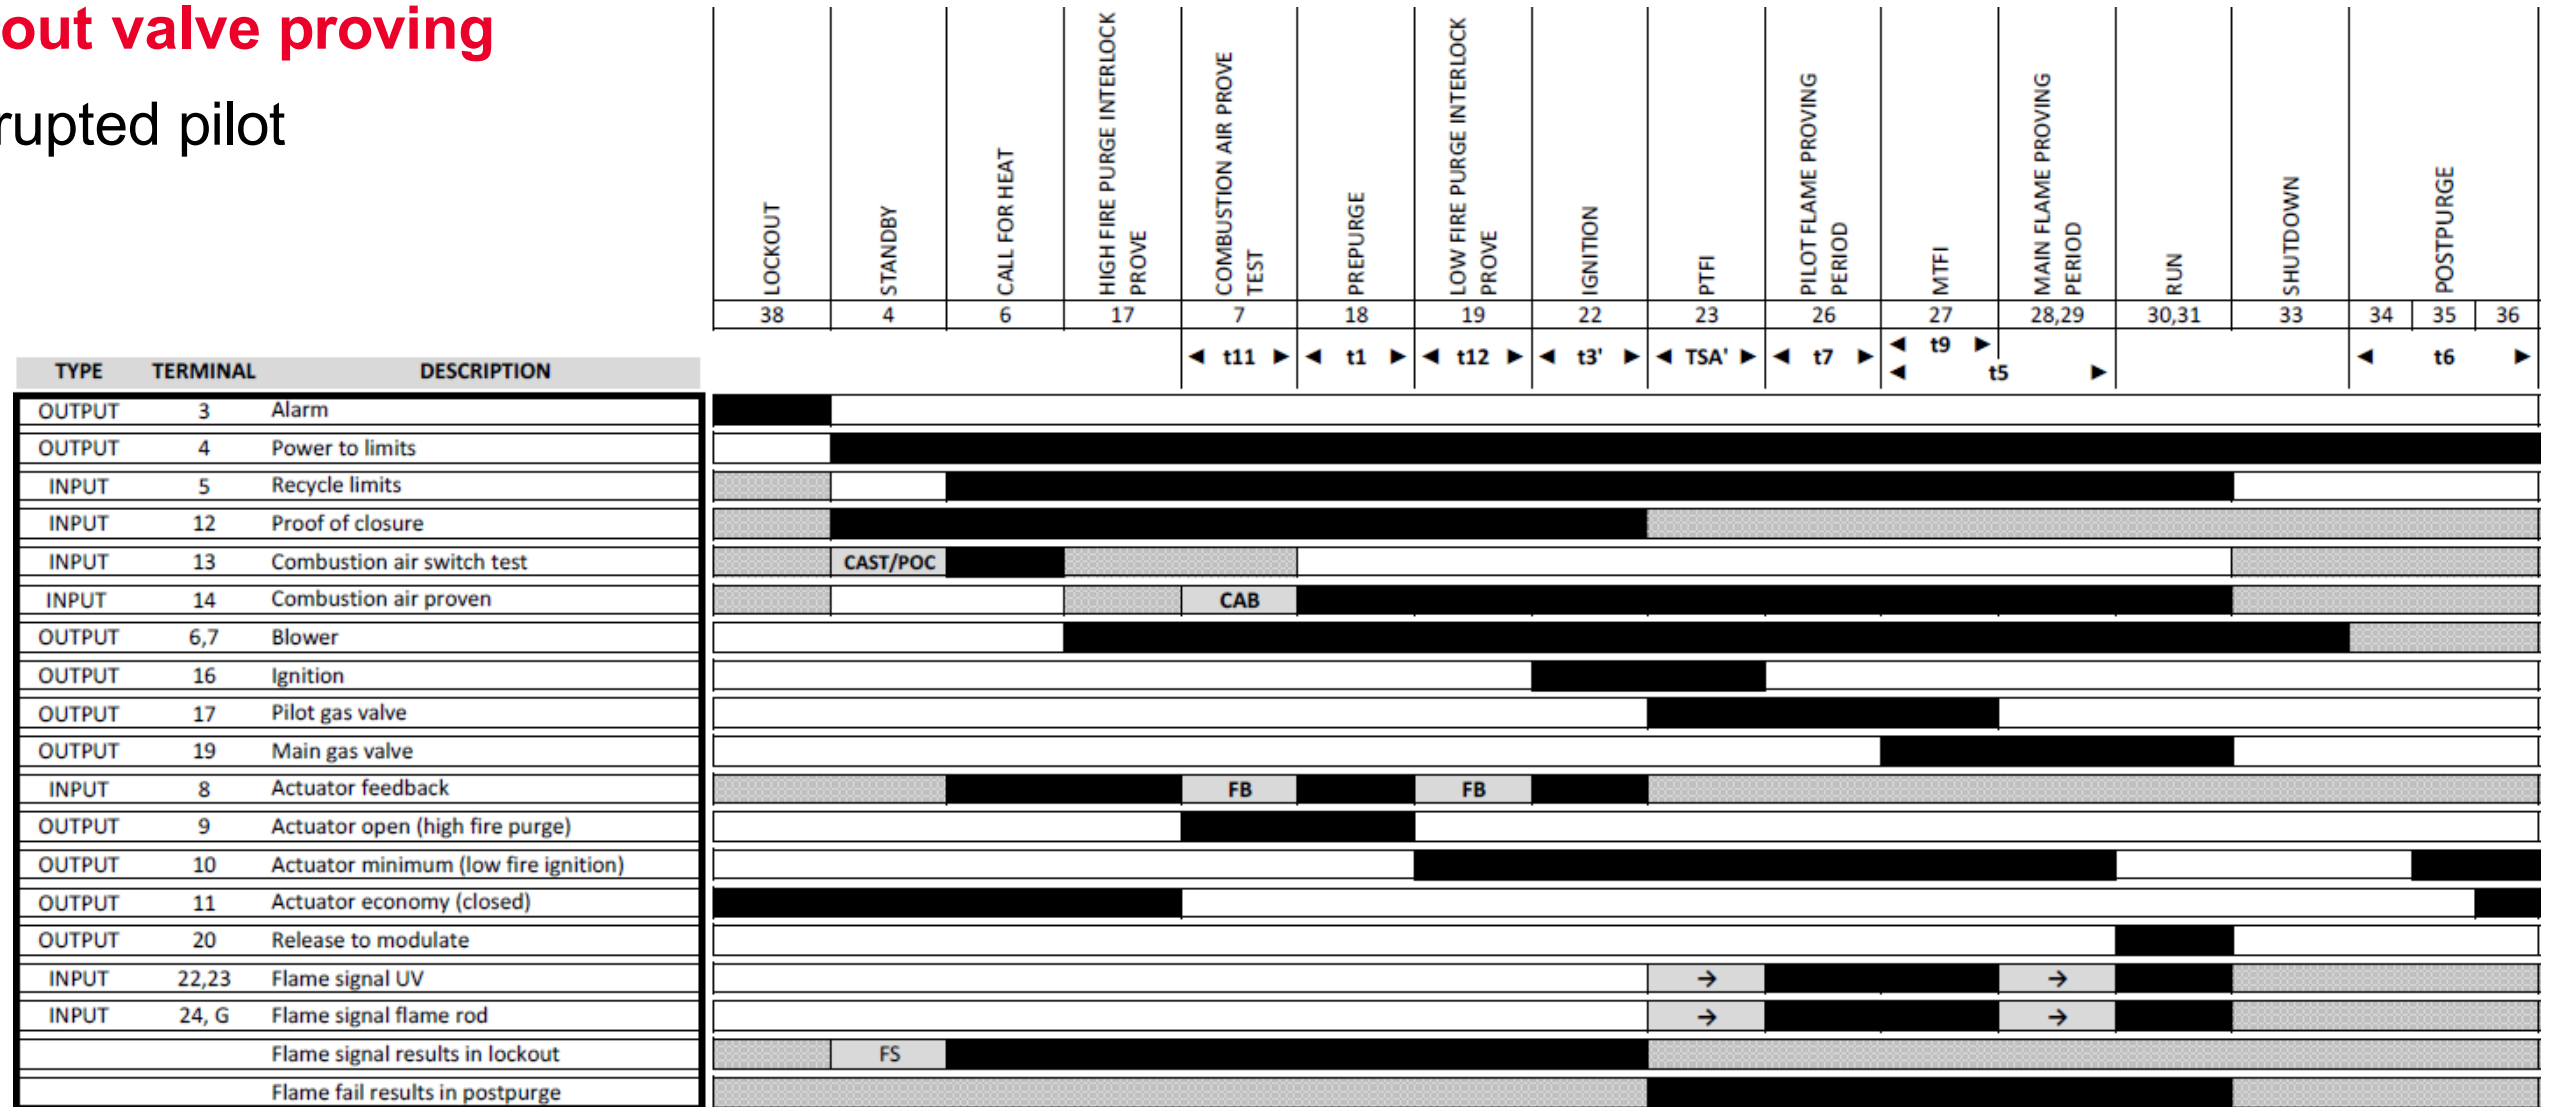 out valve proving
rupted pilot
LOCKOUT
STANDBY
CALL FOR HEAT
HIGH FIRE PURGE INTERLOCK
PROVE
COMBUSTION AIR PROVE
TEST
PREPURGE
LOW FIRE PURGE INTERLOCK
PROVE
IGNITION
PTFI
PILOT FLAME PROVING
PERIOD
MTFI
MAIN FLAME PROVING
PERIOD
RUN
SHUTDOWN
POSTPURGE
38 4 6 17 7 18 19 22 23 26 27 28,29 30,31 33 34 35 36
◄ t11 ► ◄ t1 ► ◄ t12 ► ◄ t3' ► ◄ TSA' ► ◄ t7 ► ◄ t9 ► ◄ t6 ►
◄ t5 ►
TYPE TERMINAL DESCRIPTION
OUTPUT 3 Alarm
OUTPUT 4 Power to limits
INPUT 5 Recycle limits
INPUT 12 Proof of closure
INPUT 13 Combustion air switch test CAST/POC
INPUT 14 Combustion air proven CAB
OUTPUT 6,7 Blower
OUTPUT 16 Ignition
OUTPUT 17 Pilot gas valve
OUTPUT 19 Main gas valve
INPUT 8 Actuator feedback FB FB
OUTPUT 9 Actuator open (high fire purge)
OUTPUT 10 Actuator minimum (low fire ignition)
OUTPUT 11 Actuator economy (closed)
OUTPUT 20 Release to modulate
INPUT 22,23 Flame signal UV → →
INPUT 24, G Flame signal flame rod → →
Flame signal results in lockout FS
Flame fail results in postpurge